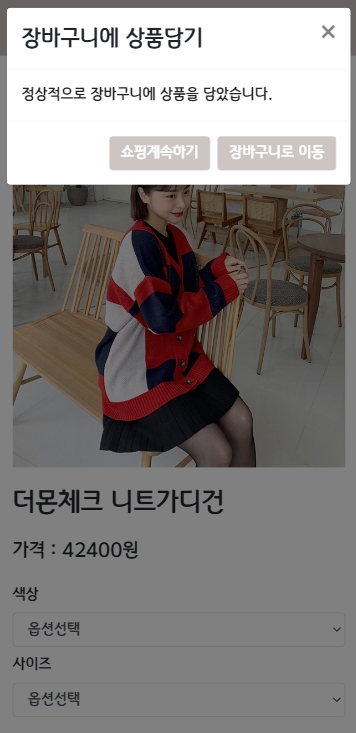 장바구니에 상품담기
×
정상적으로 장바구니에 상품을 담았습니다.
쇼핑계속하기 장바구니로 이동
더몬체크 니트가디건
가격 : 42400원
색상
옵션선택
사이즈
옵션선택